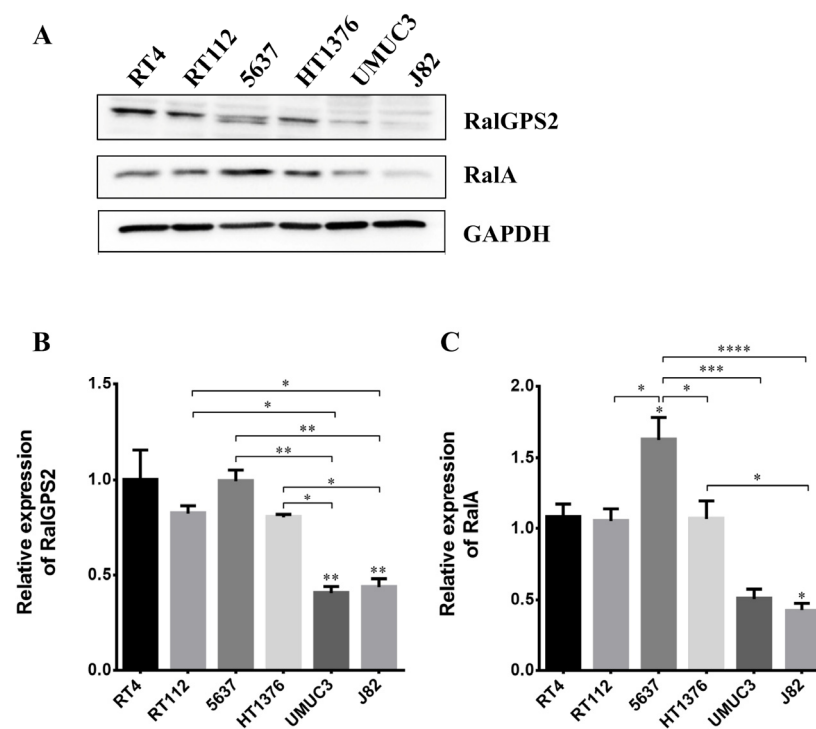 A
RT4 RT112 5637 HT1376 UMUC3 J82
RalGPS2
RalA
GAPDH
B
Relative expression
of RalGPS2
1.5
1.0
0.5
0.0
*
*
**
**
*
*
** **
RT4 RT112 5637 HT1376 UMUC3 J82
C
Relative expression
of RalA
2.0
1.5
1.0
0.5
0.0
****
***
* *
*
*
*
RT4 RT112 5637 HT1376 UMUC3 J82